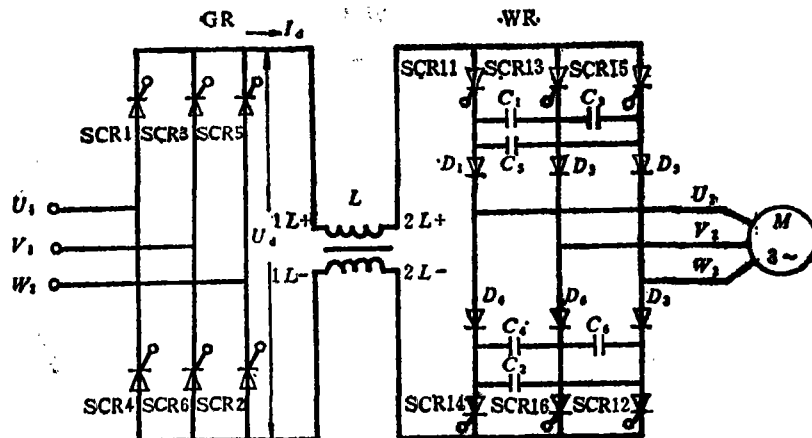 GR I_d WR
SCR11 SCR13 SCR15
C_1 C_3
SCR1 SCR3 SCR5
C_5
D_1 D_3 D_5
L
U_1 U_2
1L+ 2L+
V_1 U_d V_2 M
3~
W_1 1L- 2L- W_2
D_4 D_6 D_2
C_4 C_6
C_2
SCR4 SCR6 SCR2 SCR14 SCR16 SCR12